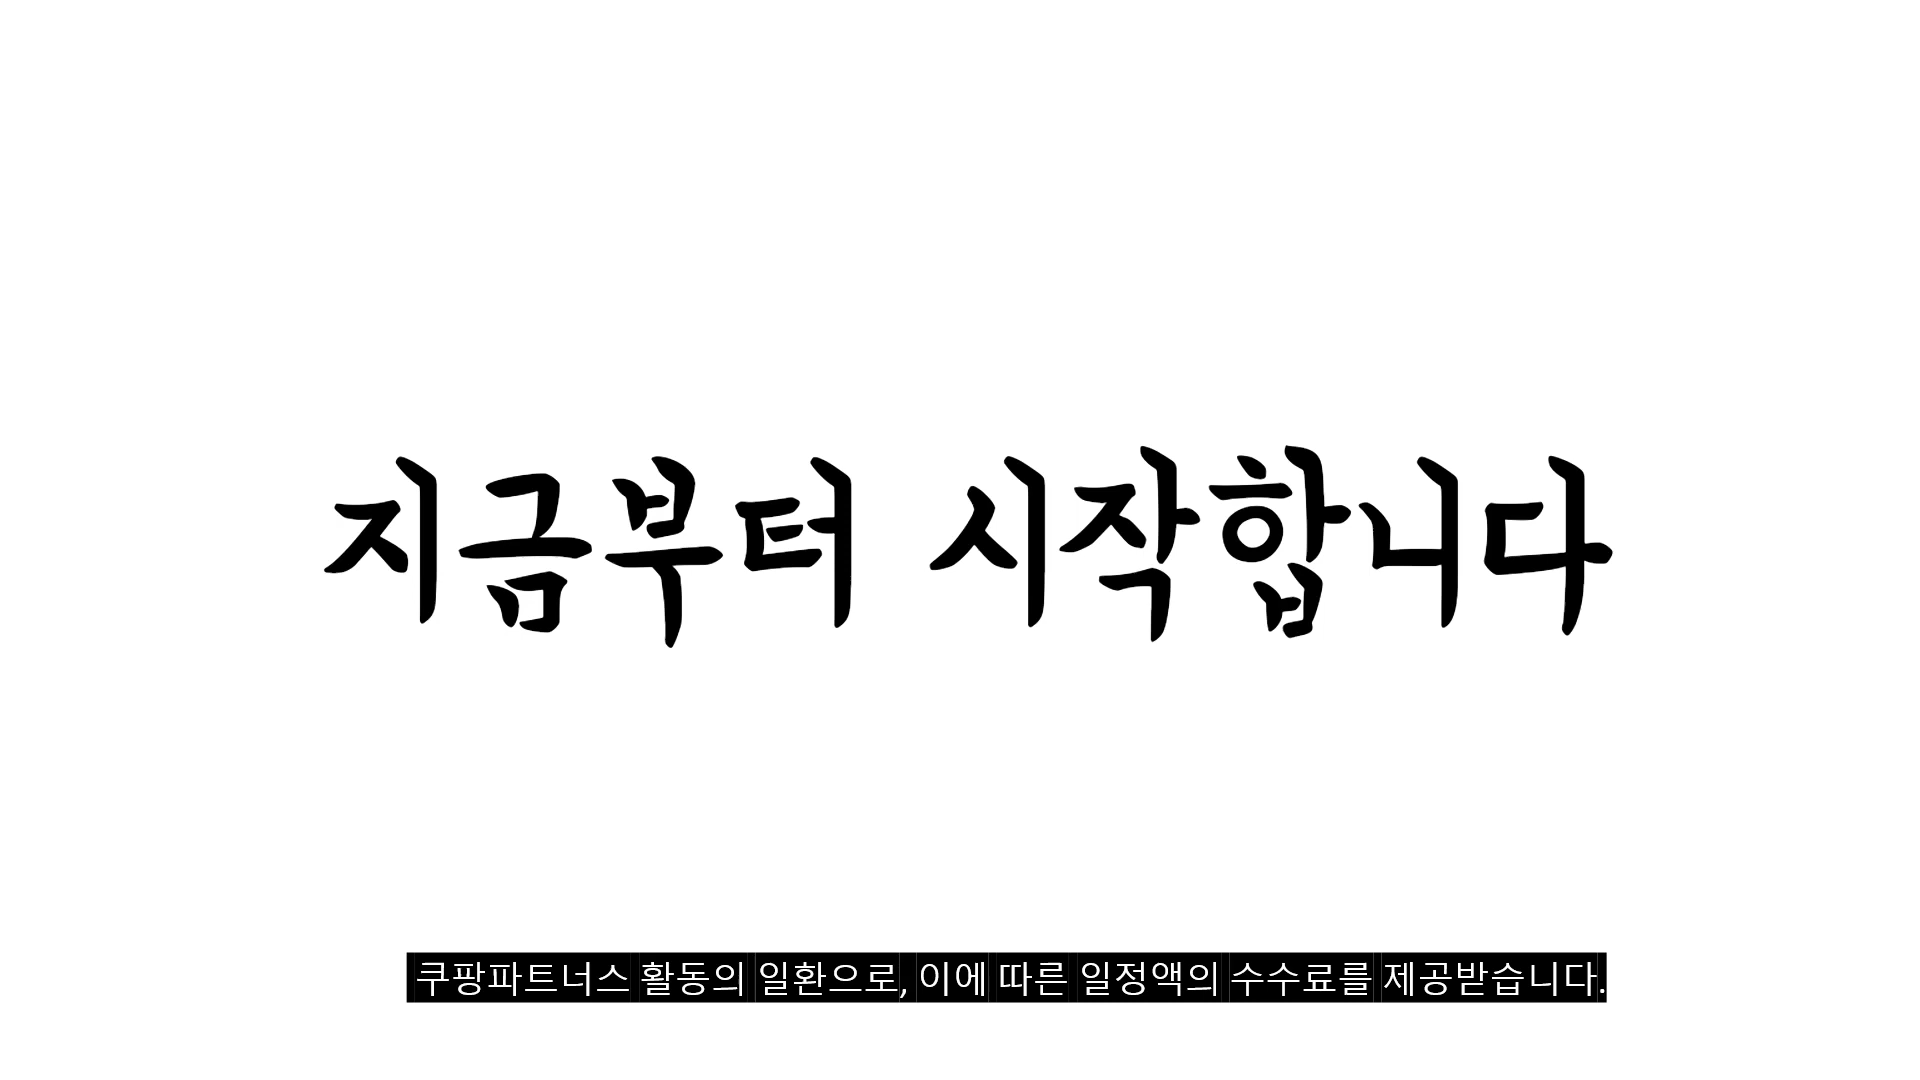 지금부터 시작합니다
쿠팡파트너스 활동의 일환으로, 이에 따른 일정액의 수수료를 제공받습니다.